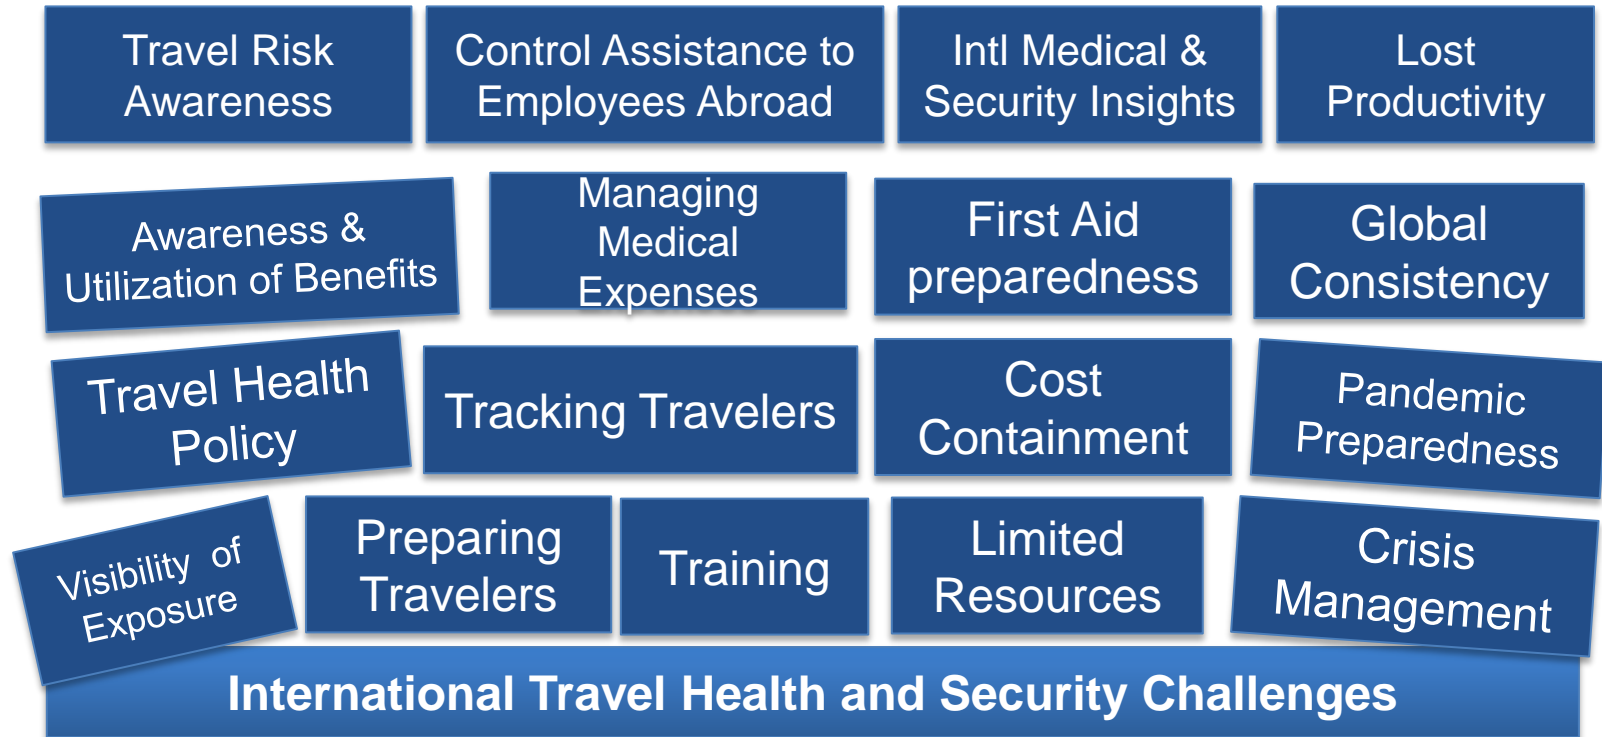 Travel Risk
Awareness
Control Assistance to
Employees Abroad
Intl Medical &
Security Insights
Lost
Productivity
Awareness &
Utilization of Benefits
Managing
Medical
Expenses
First Aid
preparedness
Global
Consistency
Travel Health
Policy
Tracking Travelers
Cost
Containment
Pandemic
Preparedness
Visibility of
Exposure
Preparing
Travelers
Training
Limited
Resources
Crisis
Management
International Travel Health and Security Challenges